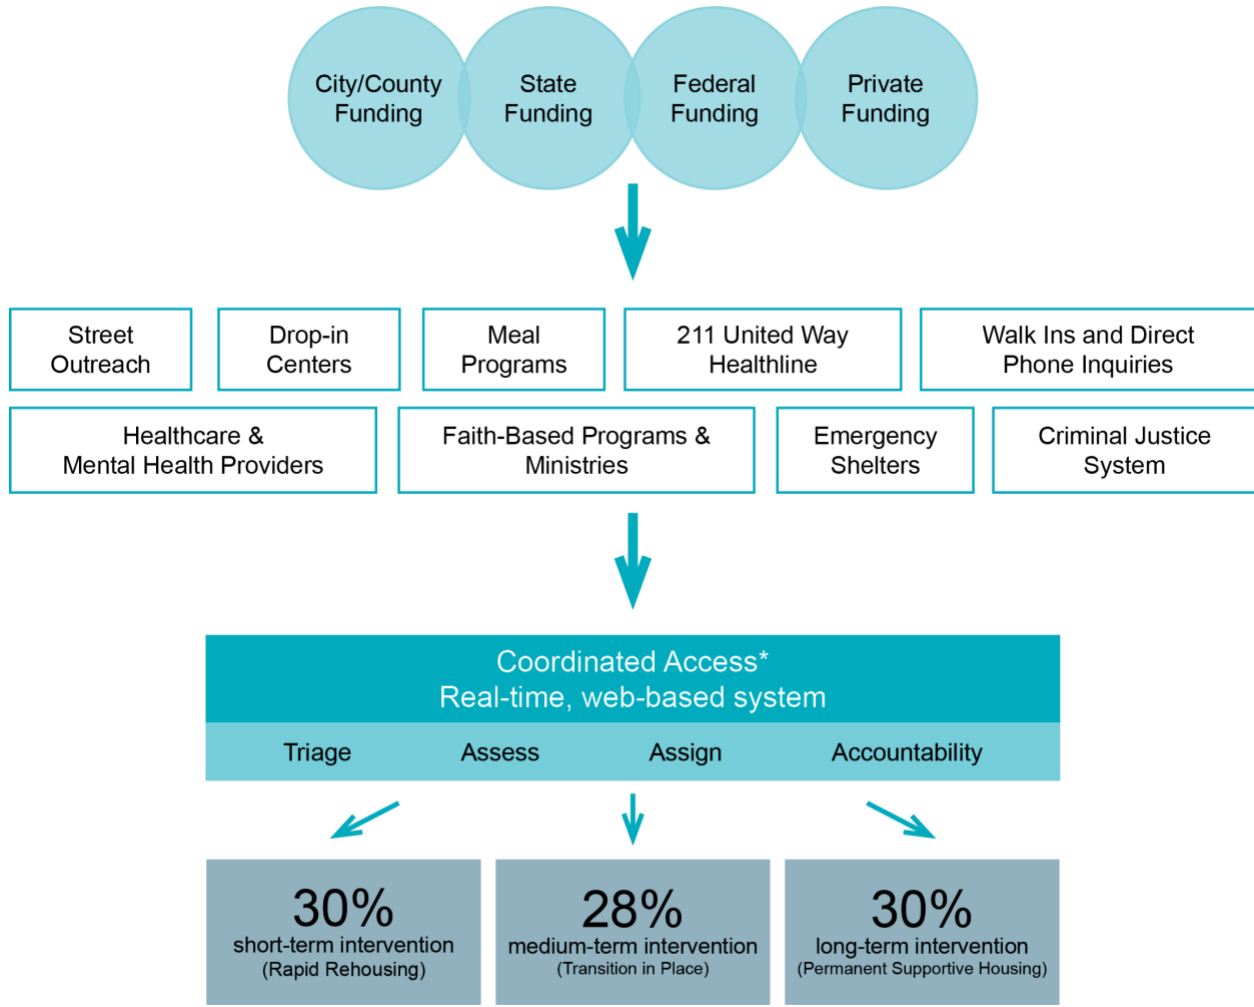 City/County
Funding
State
Funding
Federal
Funding
Private
Funding
Street
Outreach
Drop-in
Centers
Meal
Programs
211 United Way
Healthline
Walk Ins and Direct
Phone Inquiries
Healthcare &
Mental Health Providers
Faith-Based Programs &
Ministries
Emergency
Shelters
Criminal Justice
System
Coordinated Access*
Real-time, web-based system
Triage
Assess
Assign
Accountability
30%
short-term intervention
(Rapid Rehousing)
28%
medium-term intervention
(Transition in Place)
30%
long-term intervention
(Permanent Supportive Housing)